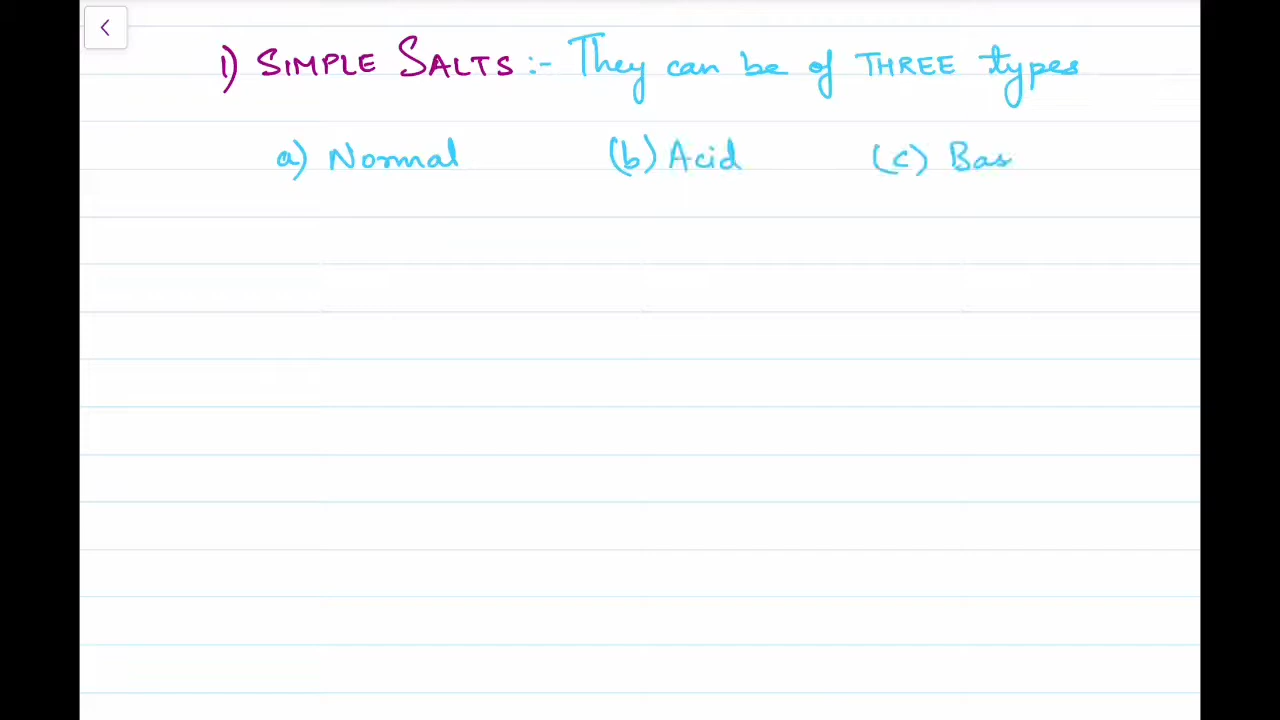 1) SIMPLE SALTS :- They can be of THREE types
a) Normal (b) Acid (c) Bas